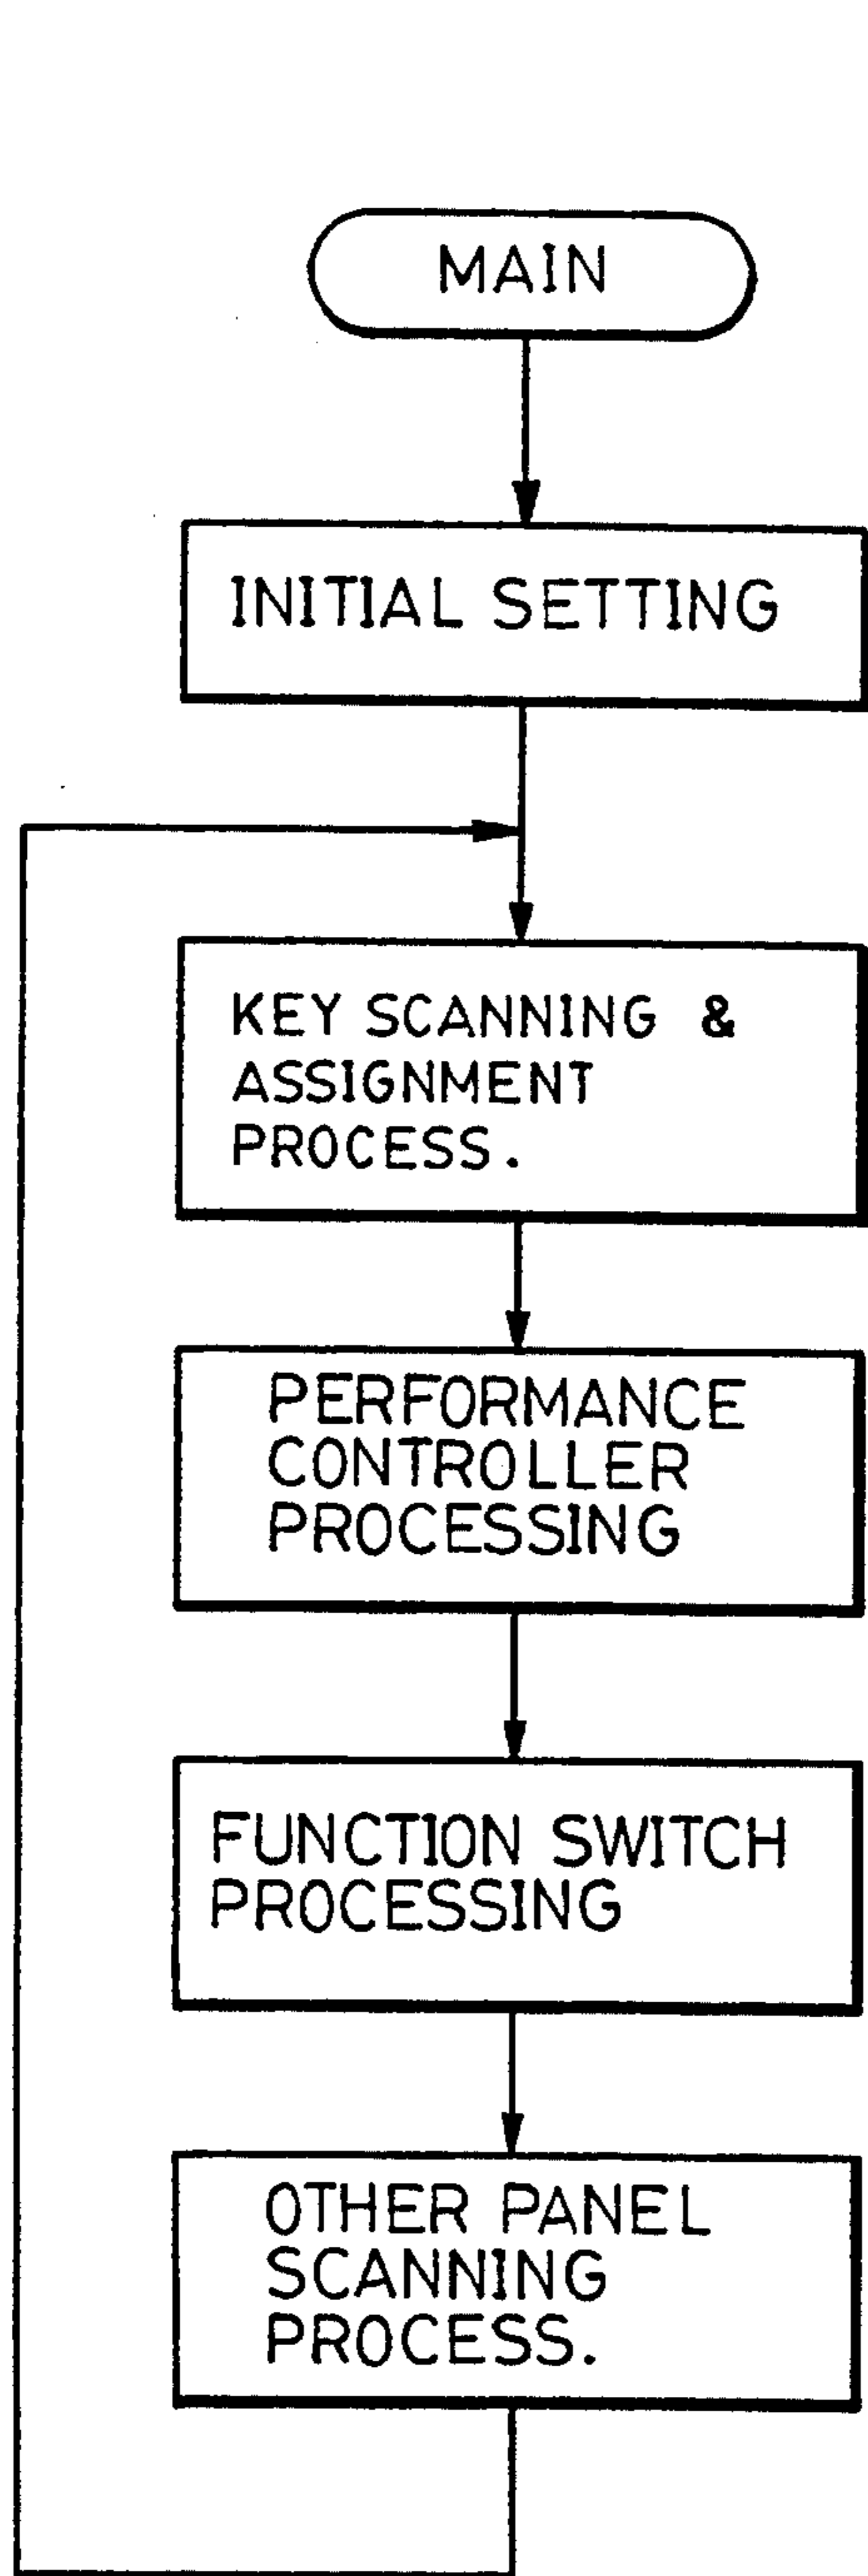 MAIN
INITIAL SETTING
KEY SCANNING &
ASSIGNMENT
PROCESS.
PERFORMANCE
CONTROLLER
PROCESSING
FUNCTION SWITCH
PROCESSING
OTHER PANEL
SCANNING
PROCESS.